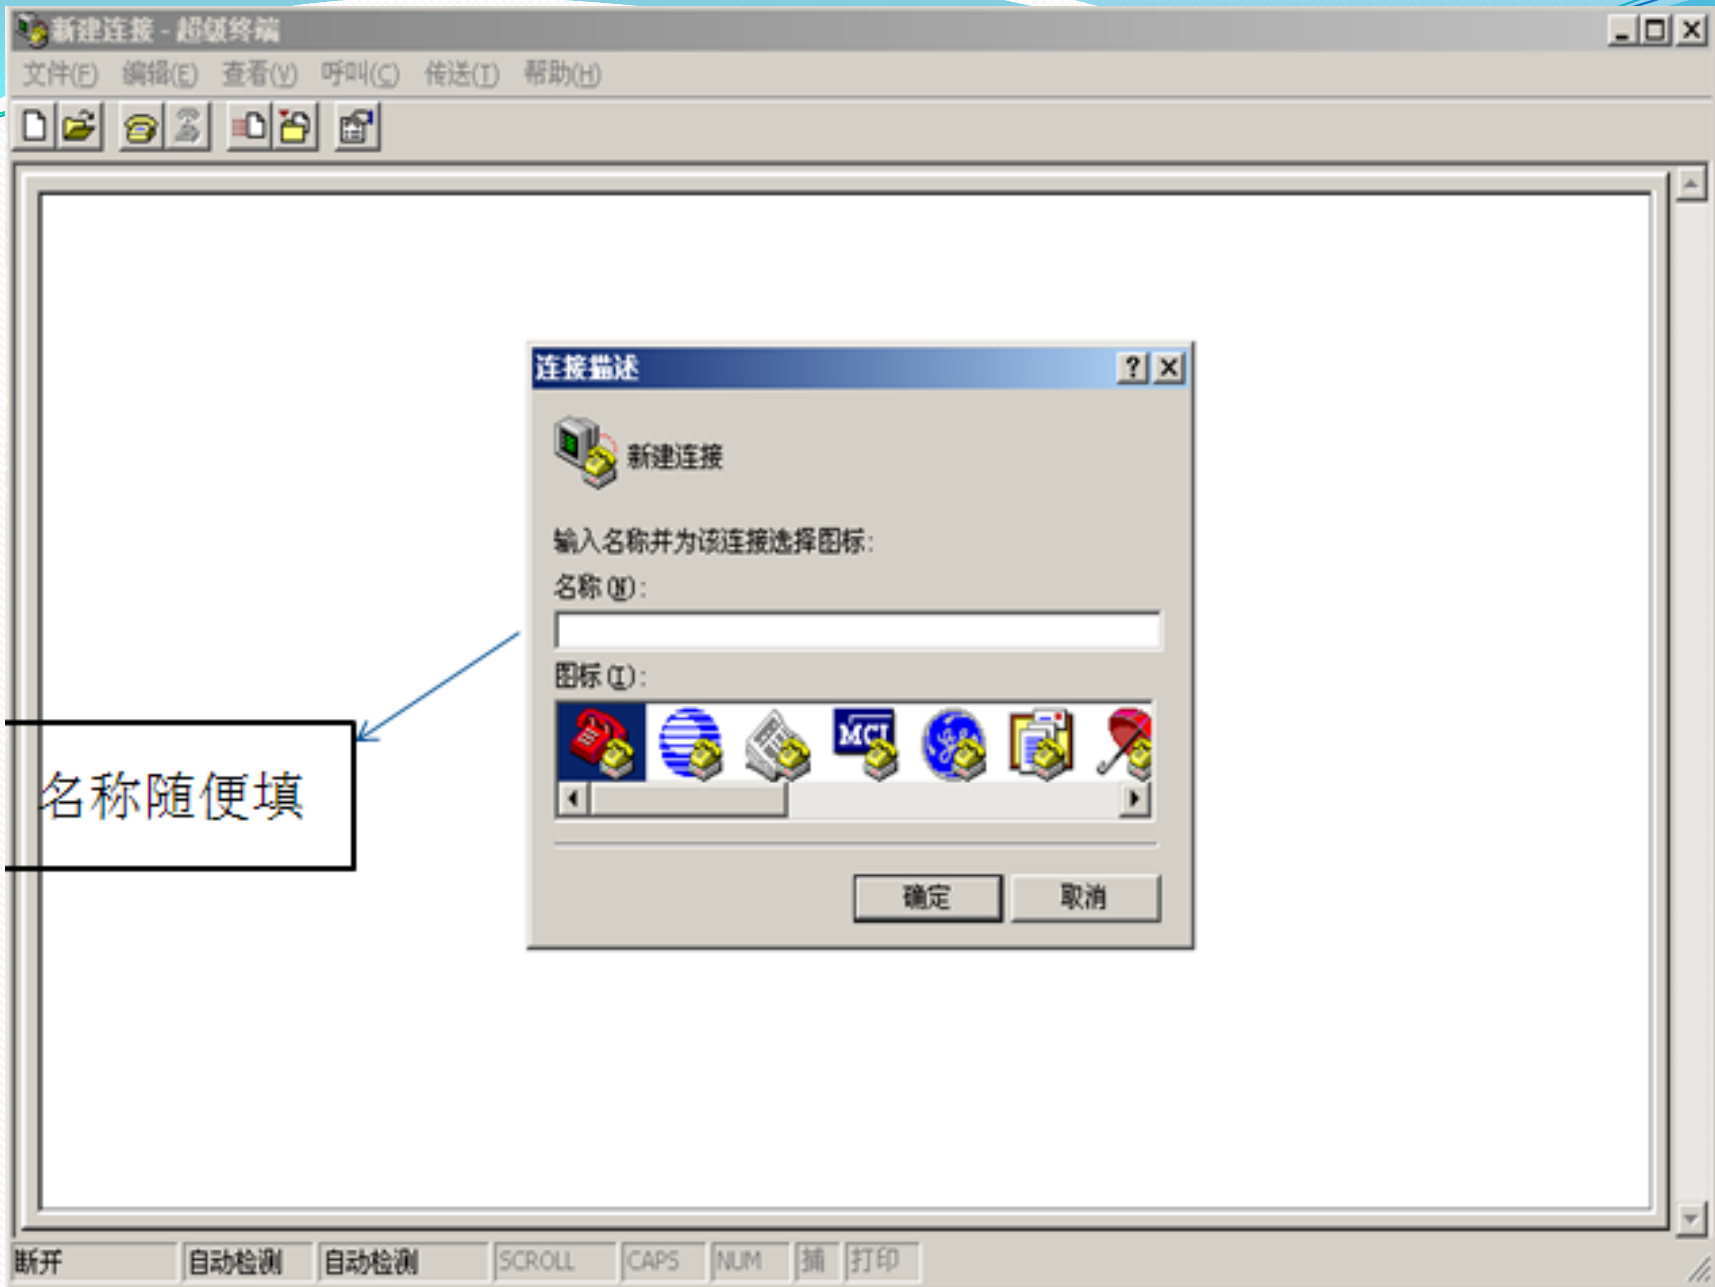 新建连接 - 超级终端
文件(F) 编辑(E) 查看(V) 呼叫(C) 传送(T) 帮助(H)
连接描述
新建连接
输入名称并为该连接选择图标:
名称(N):
图标(I):
MCI
名称随便填
确定 取消
断开 自动检测 自动检测 SCROLL CAPS NUM 捕 打印